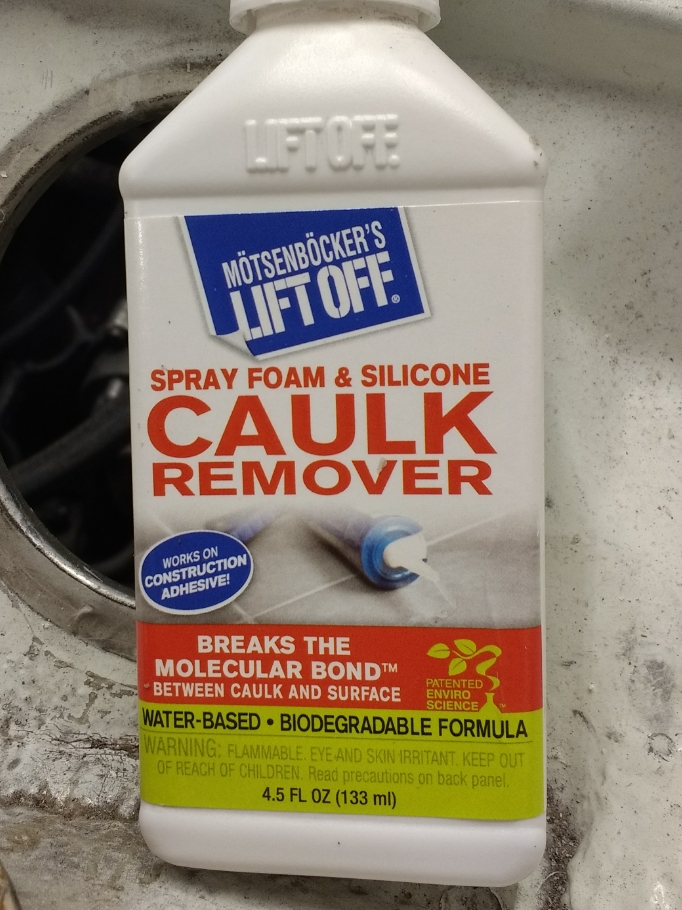 LIFT OFF
MÖTSENBÖCKER'S
LIFT OFF®
SPRAY FOAM & SILICONE
CAULK
REMOVER
WORKS ON
CONSTRUCTION
ADHESIVE!
BREAKS THE
MOLECULAR BOND™
BETWEEN CAULK AND SURFACE
PATENTED
ENVIRO
SCIENCE™
WATER-BASED • BIODEGRADABLE FORMULA
WARNING: FLAMMABLE. EYE AND SKIN IRRITANT. KEEP OUT
OF REACH OF CHILDREN. Read precautions on back panel.
4.5 FL OZ (133 ml)